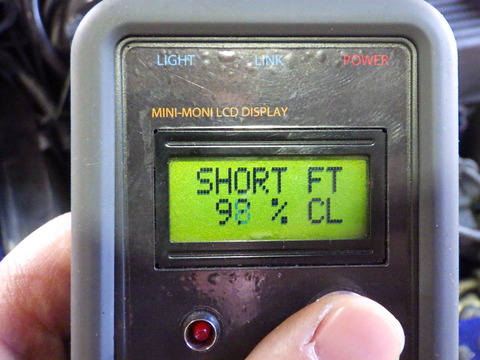 LIGHT LINK POWER
MINI-MONI LCD DISPLAY
SHORT FT
98 % CL